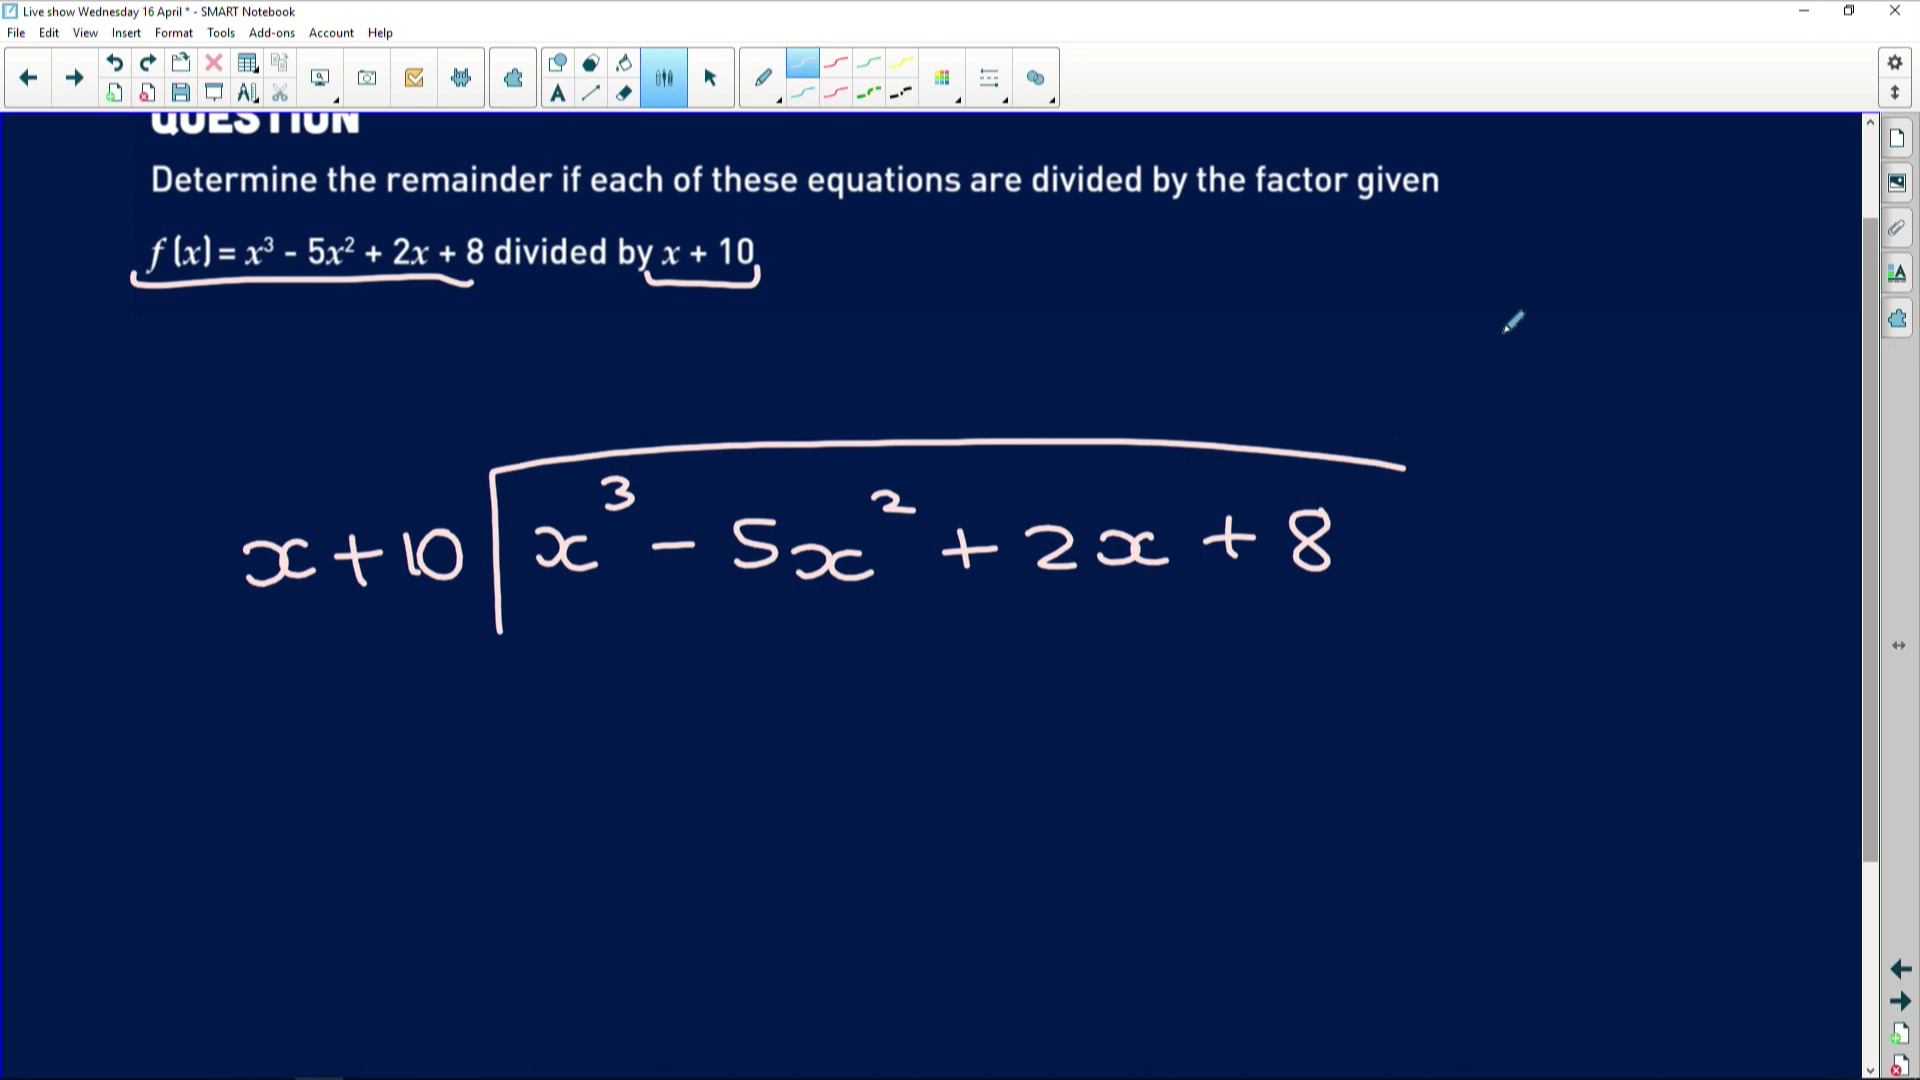 Live show Wednesday 16 April * - SMART Notebook
File Edit View Insert Format Tools Add-ons Account Help
QUESTION
Determine the remainder if each of these equations are divided by the factor given
f (x) = x³ - 5x² + 2x + 8 divided by x + 10
x + 10 x³ - 5x² + 2x + 8